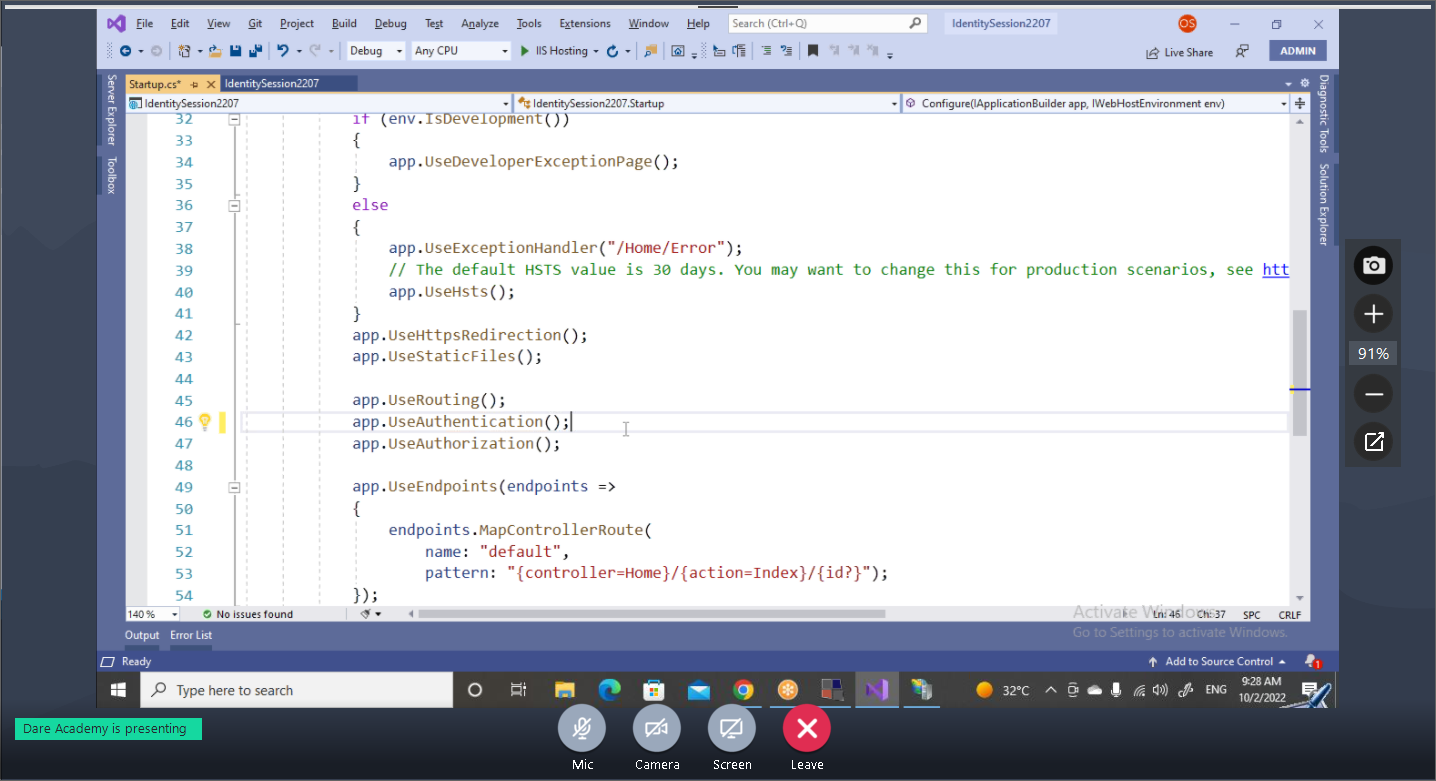 File Edit View Git Project Build Debug Test Analyze Tools Extensions Window Help Search (Ctrl+Q) IdentitySession2207 OS
Debug Any CPU IIS Hosting Live Share ADMIN
Startup.cs* IdentitySession2207
IdentitySession2207 IdentitySession2207.Startup Configure(IApplicationBuilder app, IWebHostEnvironment env)
Server Explorer
Toolbox
Diagnostic Tools
Solution Explorer
32 if (env.IsDevelopment())
33 {
34 app.UseDeveloperExceptionPage();
35 }
36 else
37 {
38 app.UseExceptionHandler("/Home/Error");
39 // The default HSTS value is 30 days. You may want to change this for production scenarios, see htt
40 app.UseHsts();
41 }
42 app.UseHttpsRedirection();
43 app.UseStaticFiles();
44
45 app.UseRouting();
46 app.UseAuthentication();
47 app.UseAuthorization();
48
49 app.UseEndpoints(endpoints =>
50 {
51 endpoints.MapControllerRoute(
52 name: "default",
53 pattern: "{controller=Home}/{action=Index}/{id?}");
54 });
91%
140 % No issues found Ln: 46 Ch: 37 SPC CRLF
Activate Windows
Go to Settings to activate Windows.
Output Error List
Ready Add to Source Control 1
Type here to search 32°C ENG 9:28 AM
10/2/2022
Dare Academy is presenting
Mic Camera Screen Leave